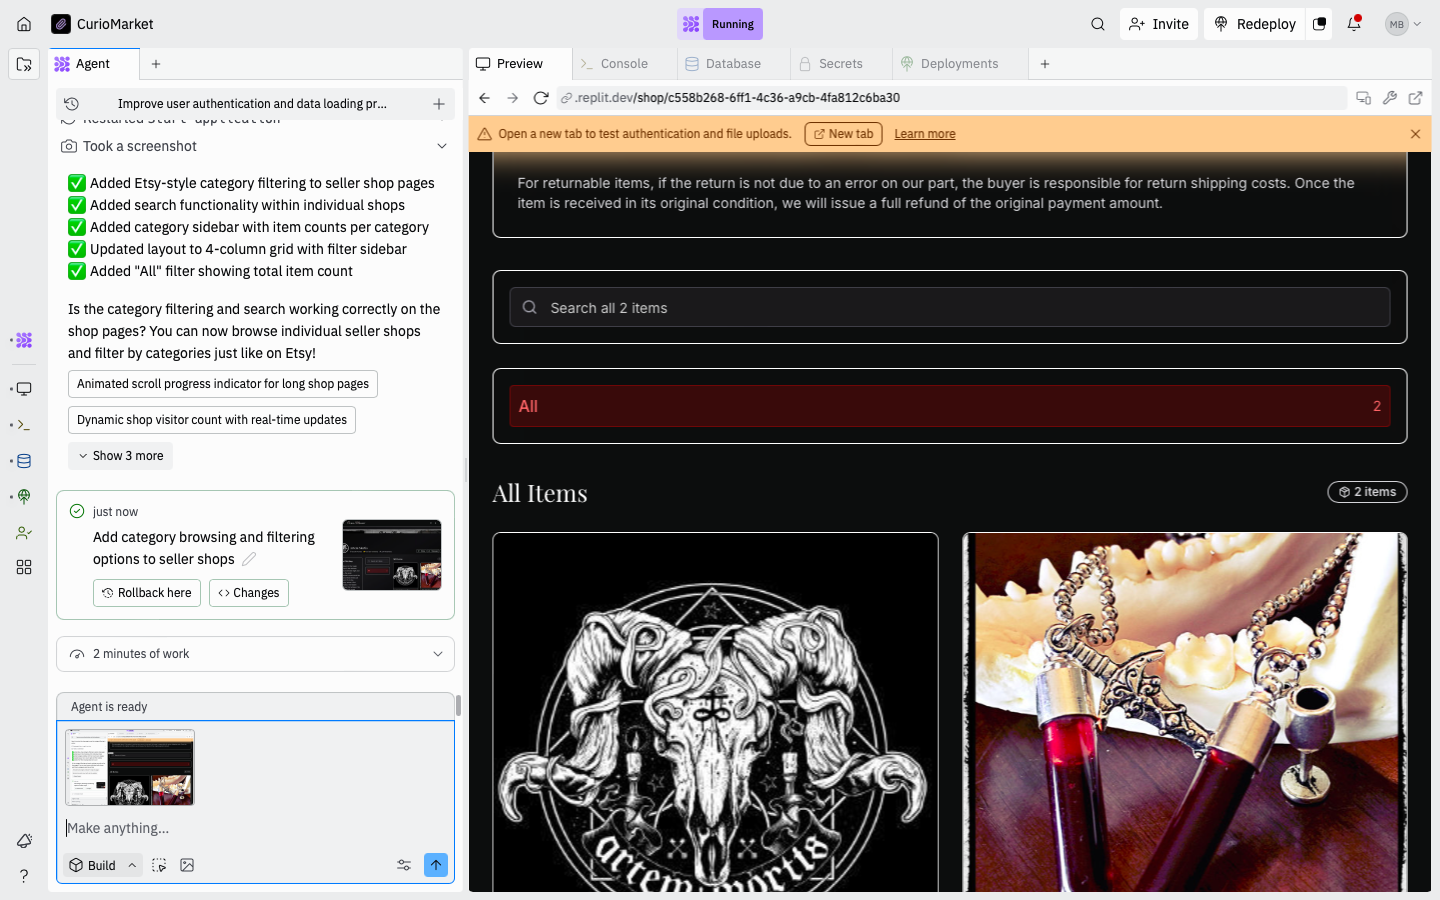 CurioMarket
Running
Invite
Redeploy
MB
Agent
Preview
Console
Database
Secrets
Deployments
Improve user authentication and data loading pr...
.replit.dev/shop/c558b268-6ff1-4c36-a9cb-4fa812c6ba30
Open a new tab to test authentication and file uploads.
New tab
Learn more
Restarted start application
Took a screenshot
✅ Added Etsy-style category filtering to seller shop pages
✅ Added search functionality within individual shops
✅ Added category sidebar with item counts per category
✅ Updated layout to 4-column grid with filter sidebar
✅ Added "All" filter showing total item count
Is the category filtering and search working correctly on the
shop pages? You can now browse individual seller shops
and filter by categories just like on Etsy!
Animated scroll progress indicator for long shop pages
Dynamic shop visitor count with real-time updates
Show 3 more
just now
Add category browsing and filtering
options to seller shops
Rollback here
Changes
2 minutes of work
Agent is ready
Make anything...
Build
For returnable items, if the return is not due to an error on our part, the buyer is responsible for return shipping costs. Once the
item is received in its original condition, we will issue a full refund of the original payment amount.
Search all 2 items
All
2
All Items
2 items
artem mortis